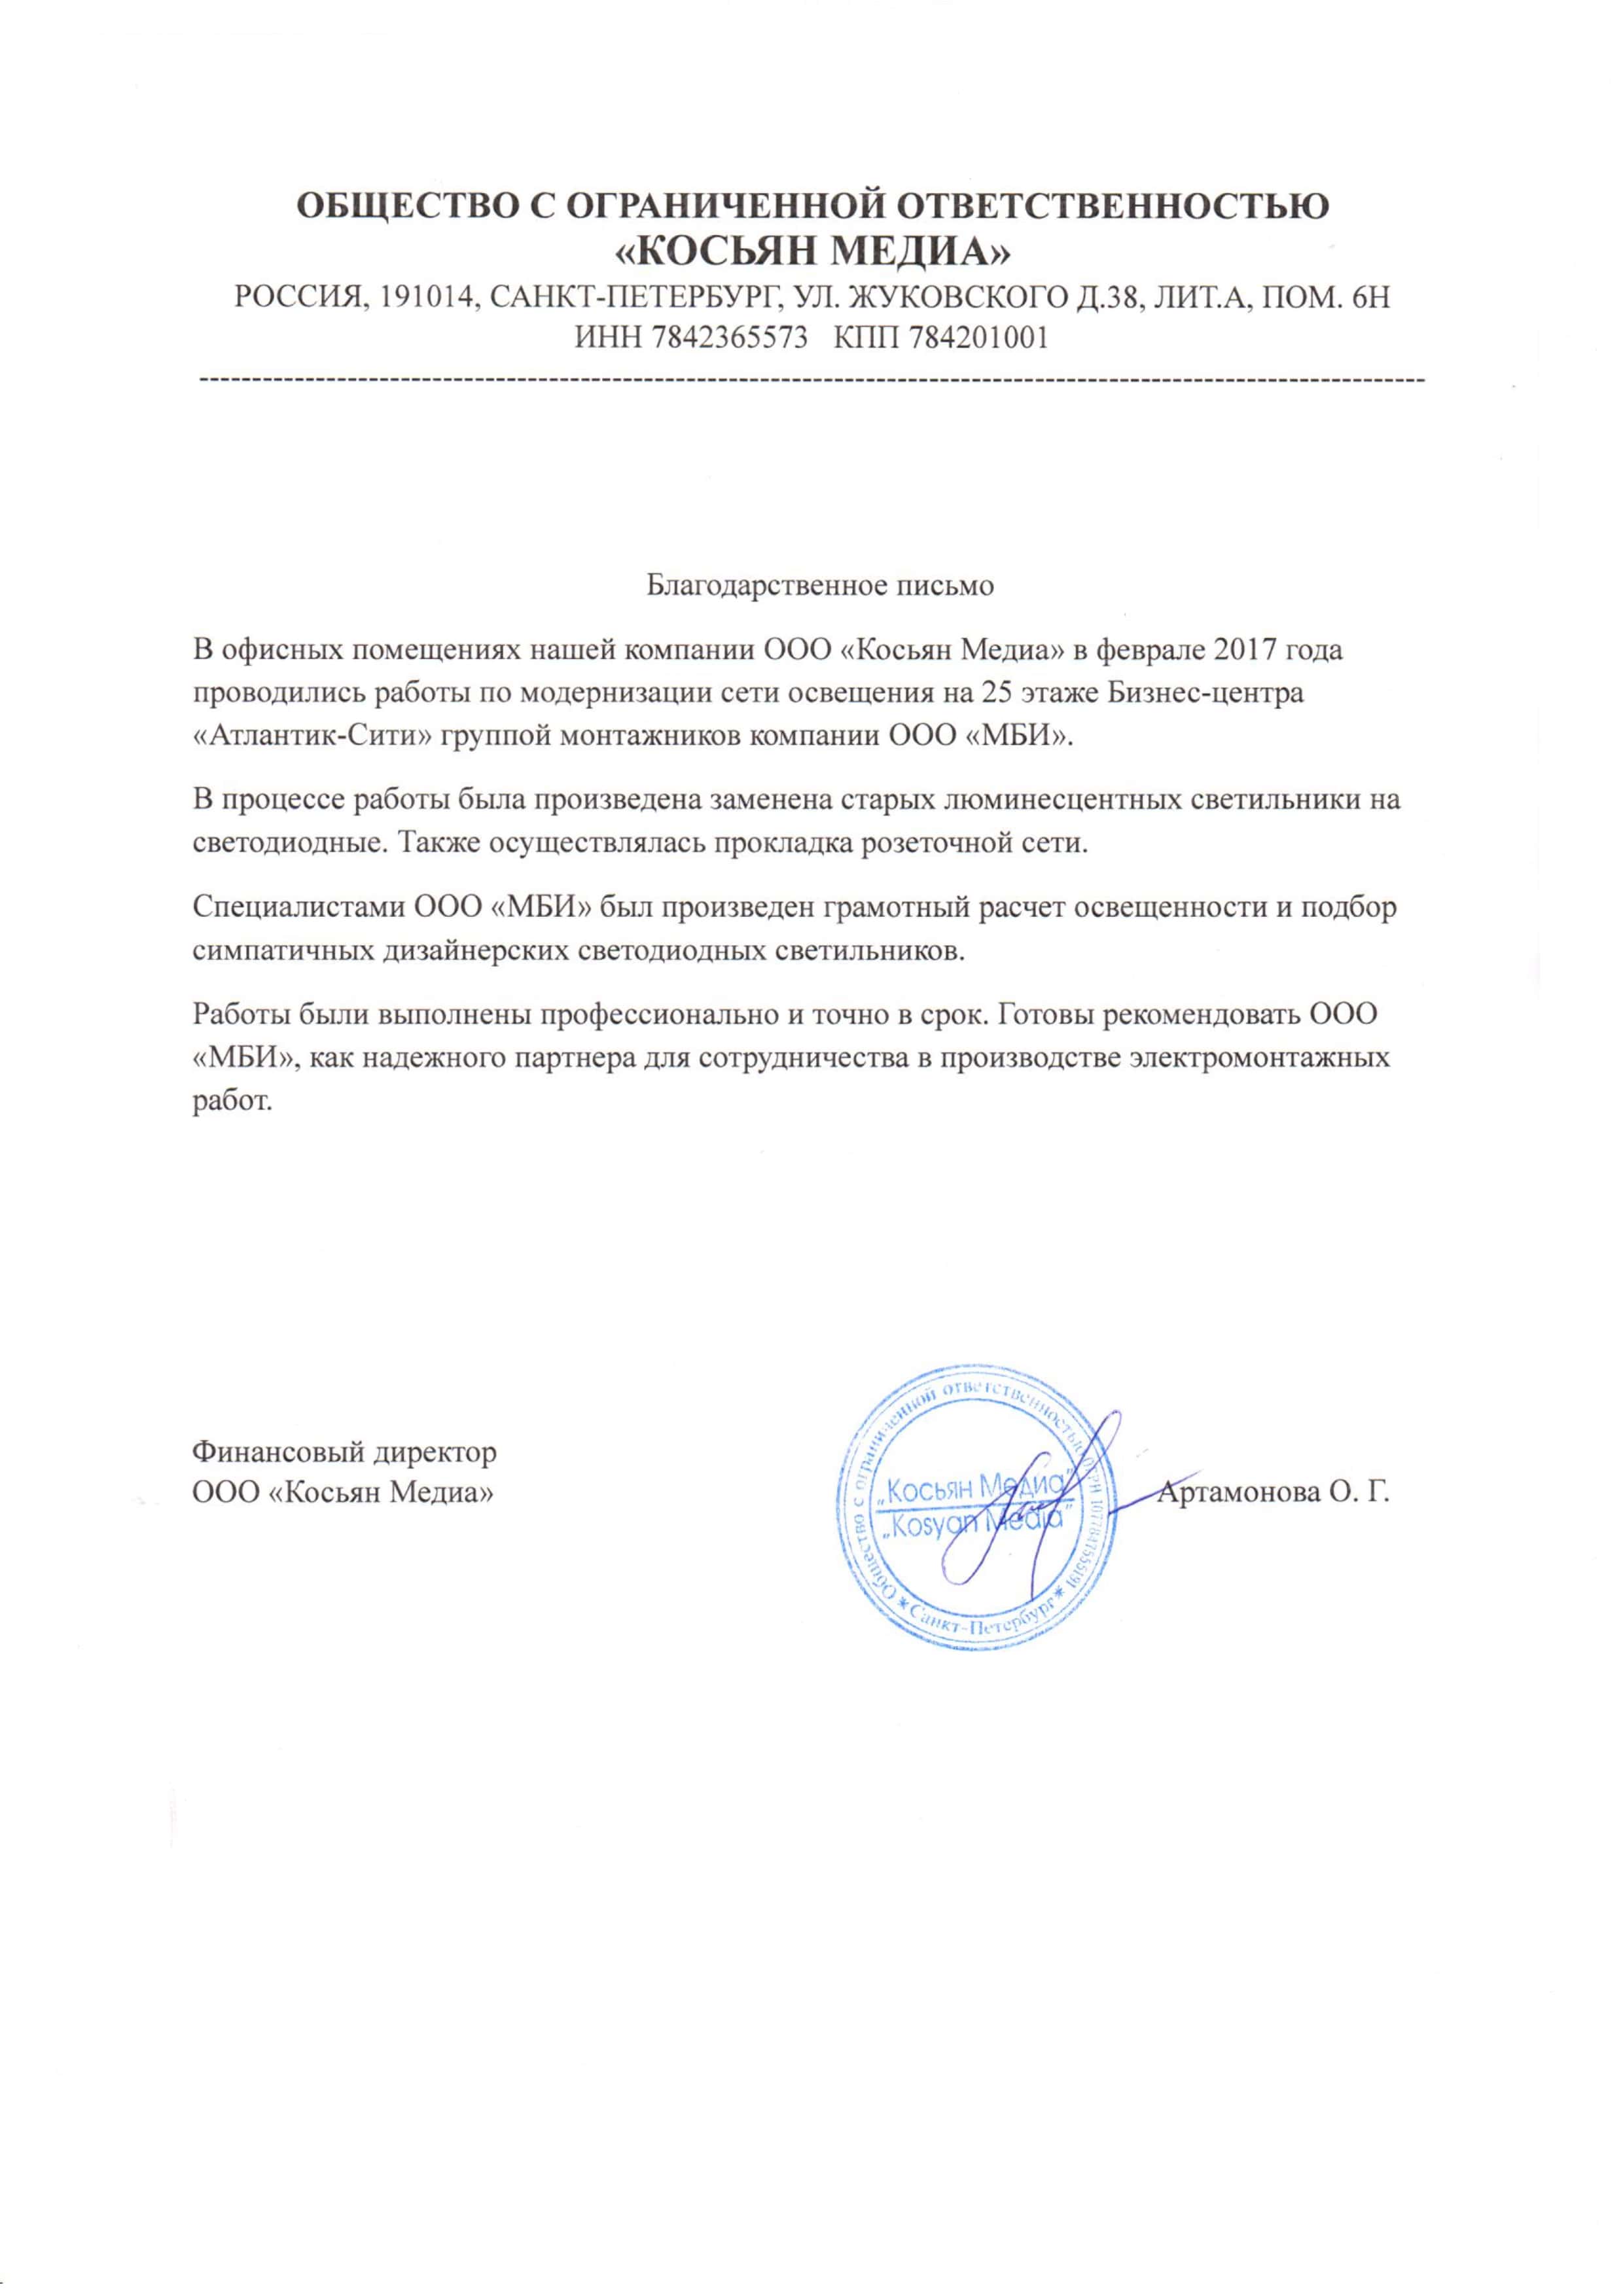 ОБЩЕСТВО С ОГРАНИЧЕННОЙ ОТВЕТСТВЕННОСТЬЮ
«КОСЬЯН МЕДИА»
РОССИЯ, 191014, САНКТ-ПЕТЕРБУРГ, УЛ. ЖУКОВСКОГО Д.38, ЛИТ.А, ПОМ. 6Н
ИНН 7842365573 КПП 784201001
Благодарственное письмо
В офисных помещениях нашей компании ООО «Косьян Медиа» в феврале 2017 года
проводились работы по модернизации сети освещения на 25 этаже Бизнес-центра
«Атлантик-Сити» группой монтажников компании ООО «МБИ».
В процессе работы была произведена заменена старых люминесцентных светильники на
светодиодные. Также осуществлялась прокладка розеточной сети.
Специалистами ООО «МБИ» был произведен грамотный расчет освещенности и подбор
симпатичных дизайнерских светодиодных светильников.
Работы были выполнены профессионально и точно в срок. Готовы рекомендовать ООО
«МБИ», как надежного партнера для сотрудничества в производстве электромонтажных
работ.
Финансовый директор
ООО «Косьян Медиа»
Артамонова О. Г.
Общество с ограниченной ответственностью ОГРН 1077847555191
* Санкт-Петербург *
„Косьян Медиа”
„Kosyan Media”